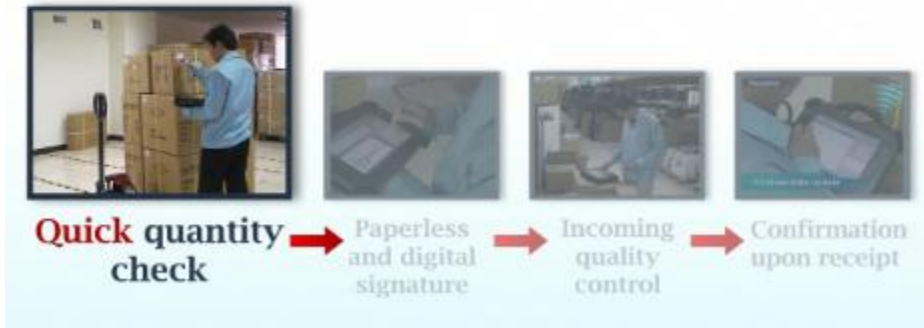 Quick quantity
check
Paperless
and digital
signature
Incoming
quality
control
Confirmation
upon receipt